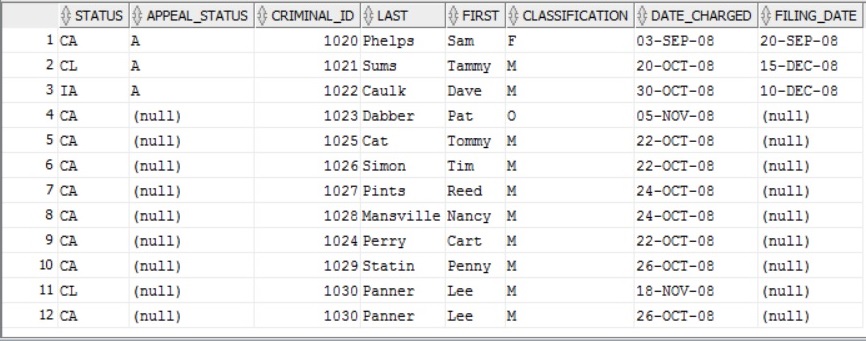 STATUS APPEAL_STATUS CRIMINAL_ID LAST FIRST CLASSIFICATION DATE_CHARGED FILING_DATE
1 CA A 1020 Phelps Sam F 03-SEP-08 20-SEP-08
2 CL A 1021 Sums Tammy M 20-OCT-08 15-DEC-08
3 IA A 1022 Caulk Dave M 30-OCT-08 10-DEC-08
4 CA (null) 1023 Dabber Pat O 05-NOV-08 (null)
5 CA (null) 1025 Cat Tommy M 22-OCT-08 (null)
6 CA (null) 1026 Simon Tim M 22-OCT-08 (null)
7 CA (null) 1027 Pints Reed M 24-OCT-08 (null)
8 CA (null) 1028 Mansville Nancy M 24-OCT-08 (null)
9 CA (null) 1024 Perry Cart M 22-OCT-08 (null)
10 CA (null) 1029 Statin Penny M 26-OCT-08 (null)
11 CL (null) 1030 Panner Lee M 18-NOV-08 (null)
12 CA (null) 1030 Panner Lee M 26-OCT-08 (null)